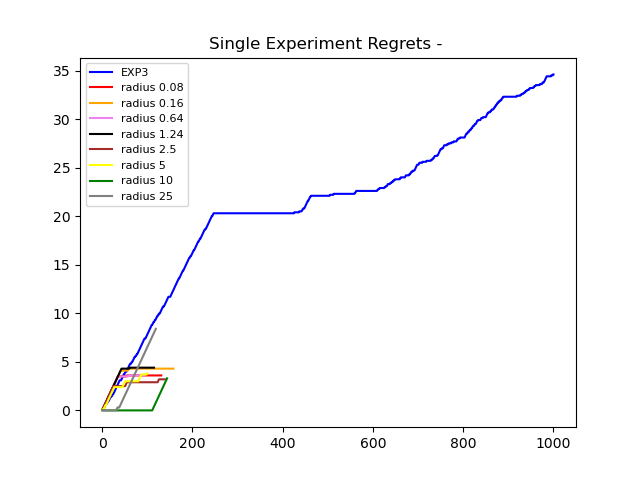 Single Experiment Regrets -
EXP3
radius 0.08
radius 0.16
radius 0.64
radius 1.24
radius 2.5
radius 5
radius 10
radius 25
35
30
25
20
15
10
5
0
0 200 400 600 800 1000